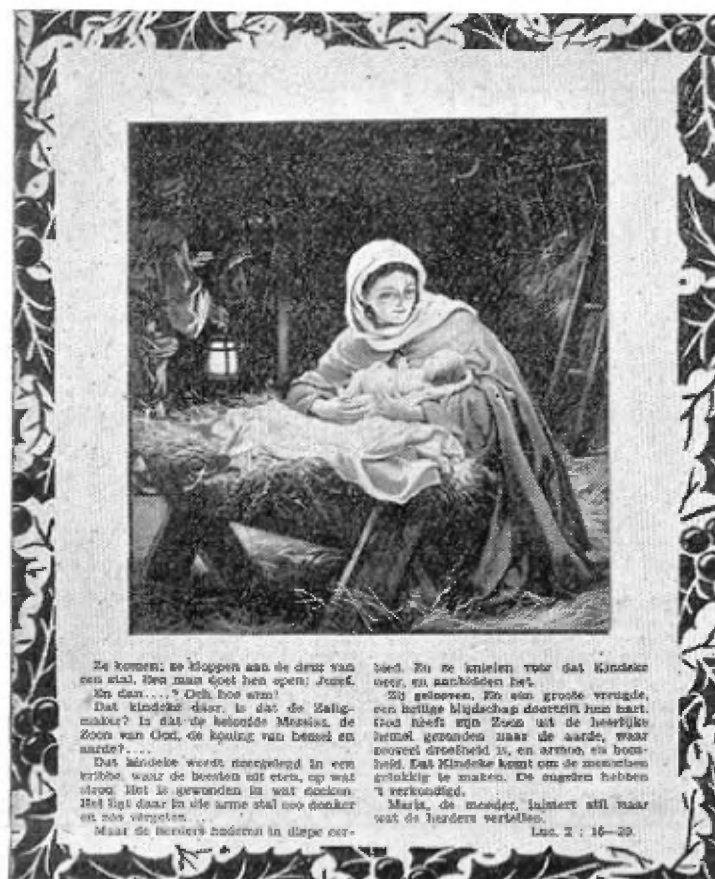 Ze komen; ze kloppen aan de deur van
een stal. Een man doet hen open: Jozef.
En dan....? Och, hoe arm!
Dat kindeke daar, is dat de Zalig-
maker? Is dat de beloofde Messias, de
Zoon van God, de koning van hemel en
aarde?....
Dat kindeke werdt neergelegd in een
kribbe, waar de beesten uit eten, op wat
stroo. Het is gewonden in wat doeken.
Het ligt daar in die arme stal zoo donker
en zoo vergeten....
Maar de herders hoderen in diepe eer-
bied. En ze knielen voor dat Kindeke
neer, en aanbidden het.
Zij gelooven. En een groote vreugde,
een heilige blijdschap doortrilt hun hart.
God heeft zijn Zoon uit de heerlijke
hemel gezonden naar de aarde, waar
zooveel droefheid is, en armoe, en boos-
heid. Dat Kindeke komt om de menschen
gelukkig te maken. De engelen hebben
't verkondigd.
Maria, de moeder, luistert stil naar
wat de herders vertellen.
Luc. 2 : 16—20.